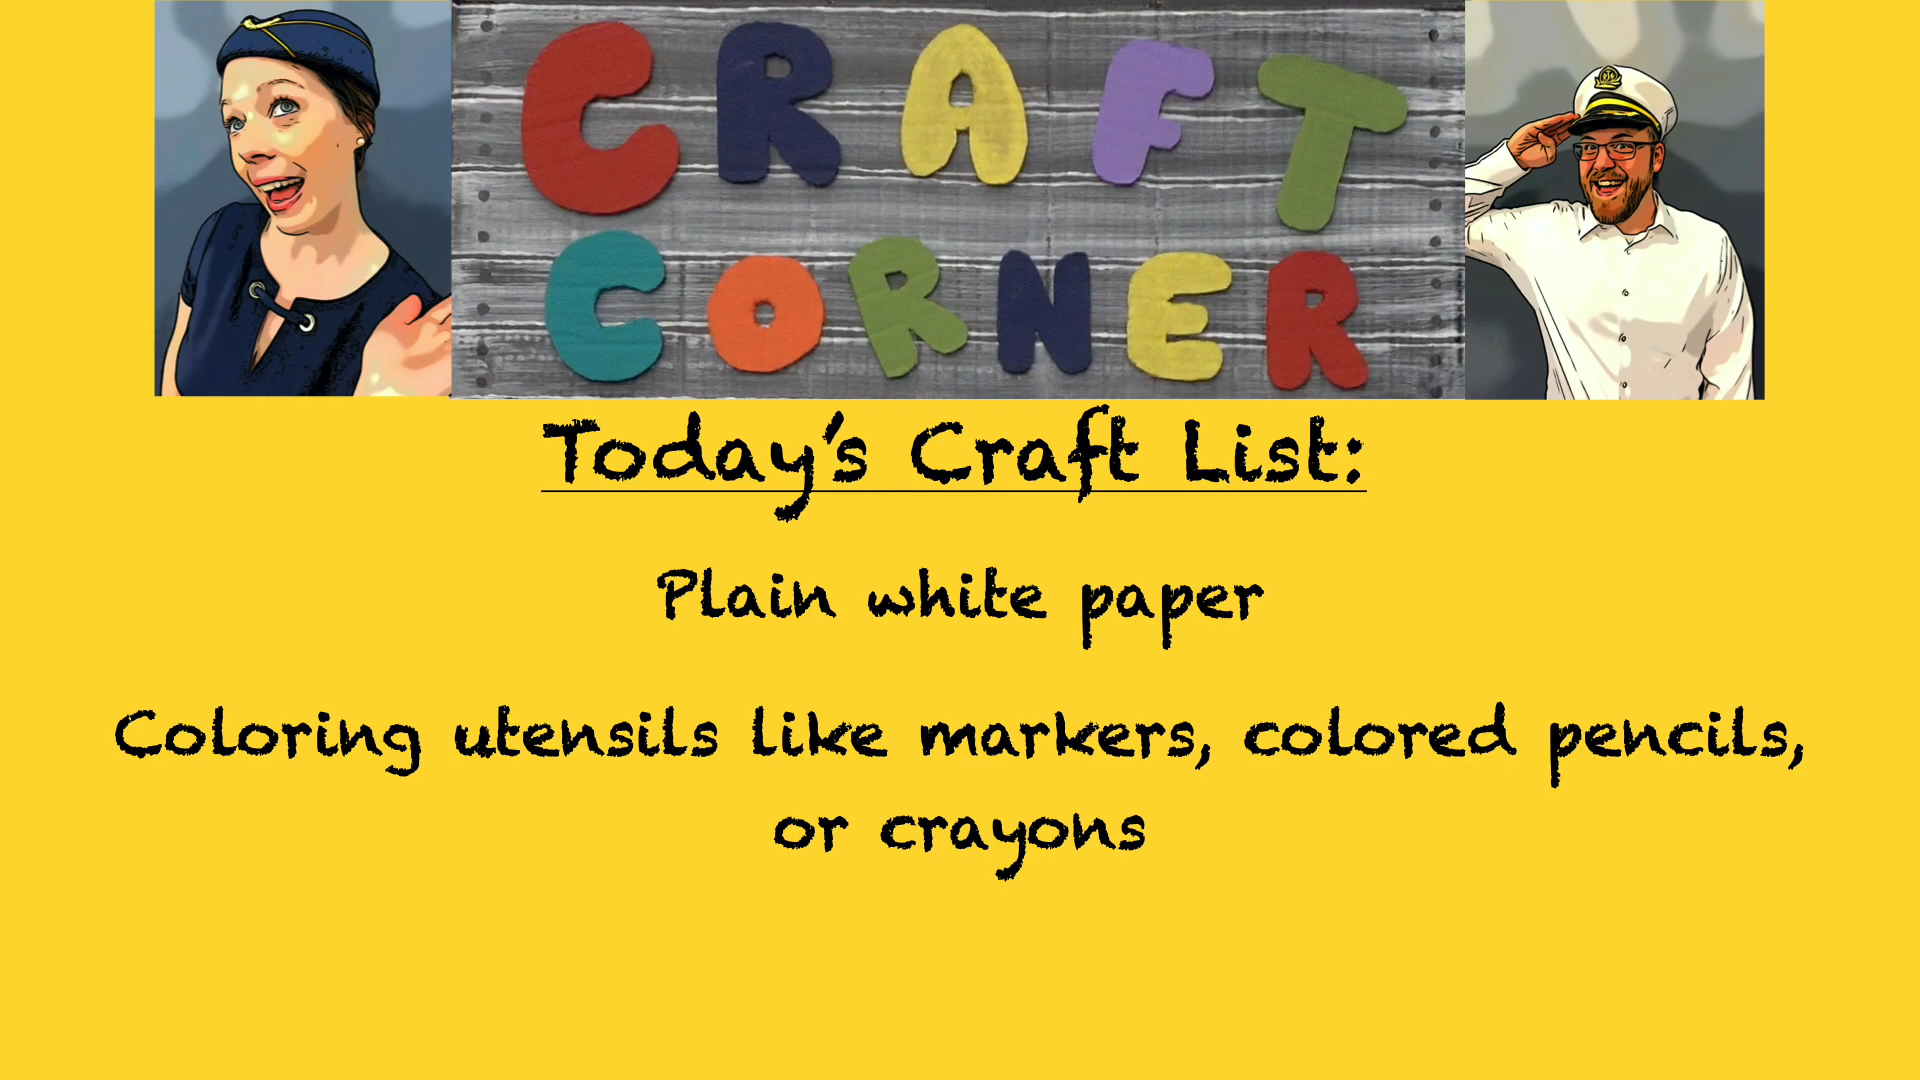 CRAFT
CORNER
Today's Craft List:
Plain white paper
Coloring utensils like markers, colored pencils,
or crayons